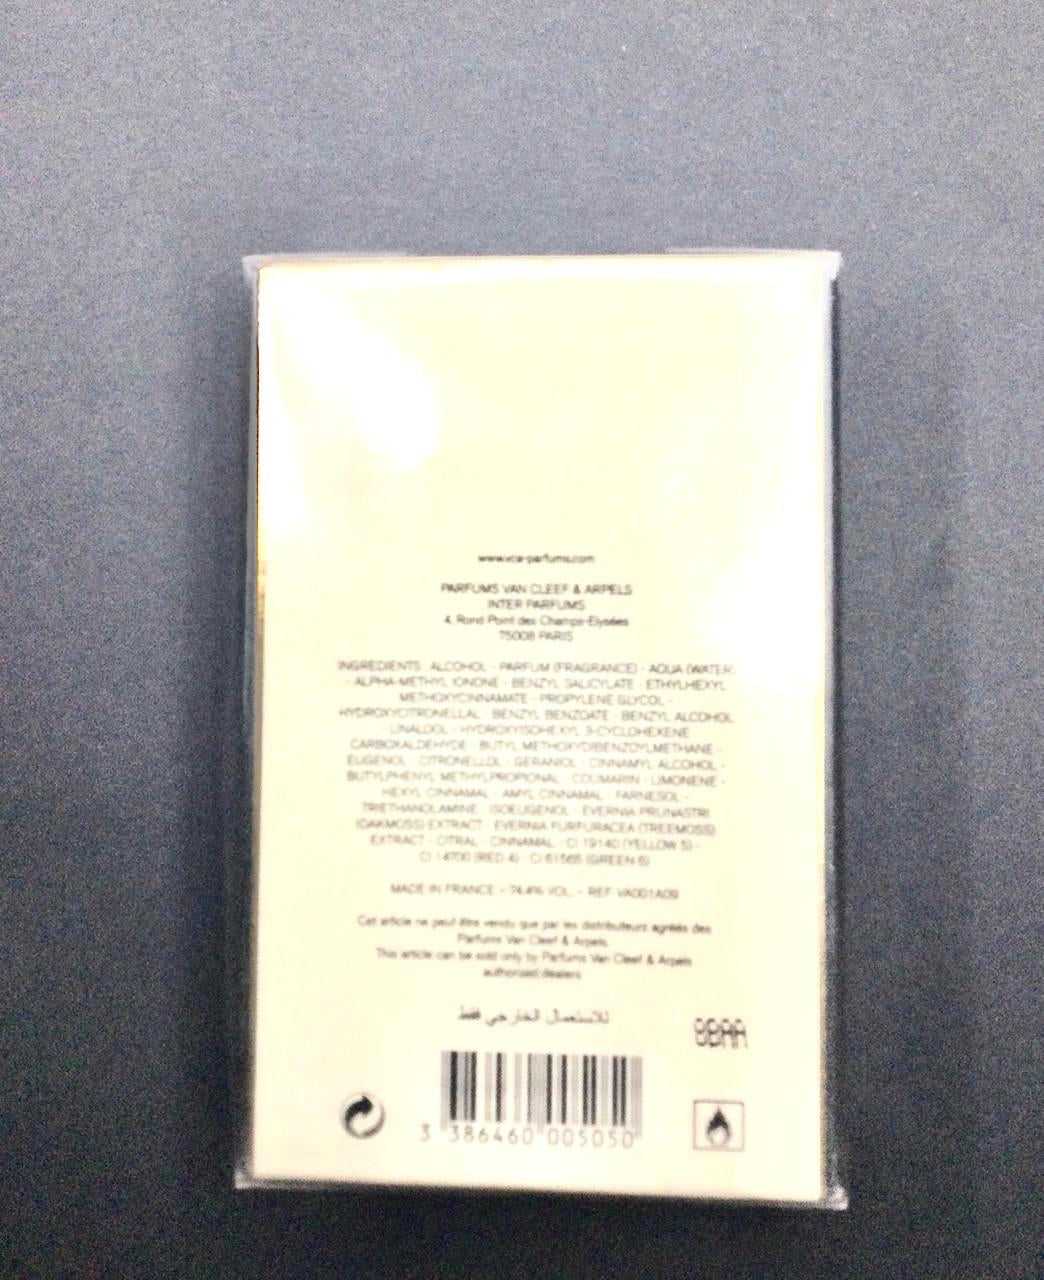 www.vca-parfums.com
PARFUMS VAN CLEEF & ARPELS
INTER PARFUMS
4, Rond Point des Champs-Elysées
75008 PARIS
INGREDIENTS : ALCOHOL - PARFUM (FRAGRANCE) - AQUA (WATER)
- ALPHA-METHYL IONONE - BENZYL SALICYLATE - ETHYLHEXYL
METHOXYCINNAMATE - PROPYLENE GLYCOL -
HYDROXYCITRONELLAL - BENZYL BENZOATE - BENZYL ALCOHOL
- LINALOOL - HYDROXYISOHEXYL 3-CYCLOHEXENE
CARBOXALDEHYDE - BUTYL METHOXYDIBENZOYLMETHANE -
EUGENOL - CITRONELLOL - GERANIOL - CINNAMYL ALCOHOL -
BUTYLPHENYL METHYLPROPIONAL - COUMARIN - LIMONENE -
HEXYL CINNAMAL - AMYL CINNAMAL - FARNESOL -
TRIETHANOLAMINE - ISOEUGENOL - EVERNIA PRUNASTRI
(OAKMOSS) EXTRACT - EVERNIA FURFURACEA (TREEMOSS)
EXTRACT - CITRAL - CINNAMAL - CI 19140 (YELLOW 5) -
CI 14700 (RED 4) - CI 61565 (GREEN 6)
MADE IN FRANCE - 74.4% VOL. - REF. VA001A09
Cet article ne peut être vendu que par les distributeurs agréés des
Parfums Van Cleef & Arpels.
This article can be sold only by Parfums Van Cleef & Arpels
authorized dealers
للاستعمال الخارجي فقط
8BAA
3 386460 005050